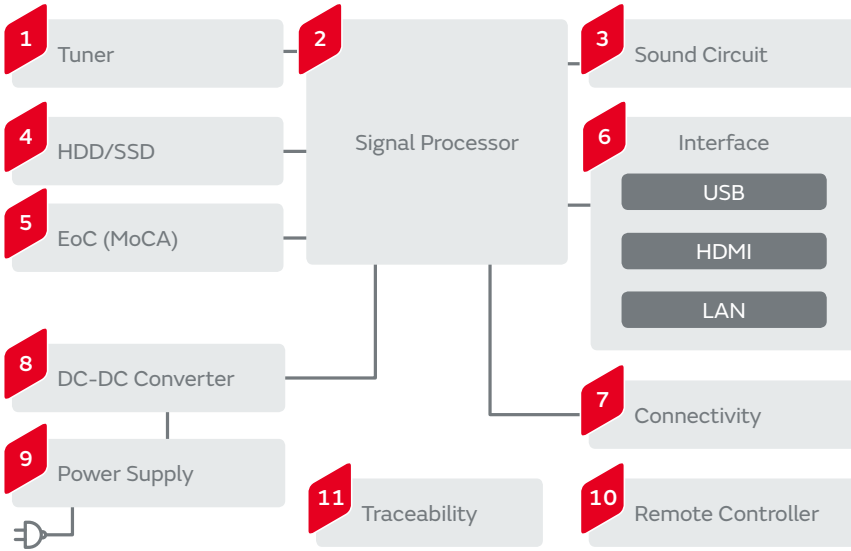 1
Tuner
2
Signal Processor
3
Sound Circuit
4
HDD/SSD
5
EoC (MoCA)
6
Interface
USB
HDMI
LAN
7
Connectivity
8
DC-DC Converter
9
Power Supply
10
Remote Controller
11
Traceability